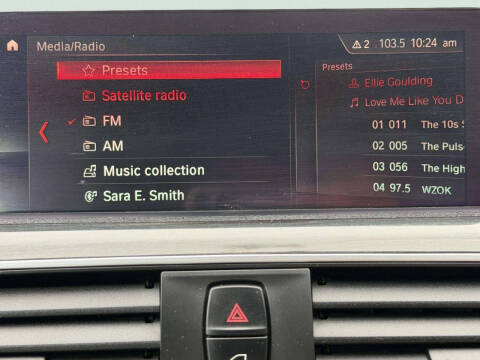 Media/Radio
2 103.5 10:24 am
Presets
Satellite radio
FM
AM
Music collection
Sara E. Smith
Presets
Ellie Goulding
Love Me Like You D
01 011 The 10s S
02 005 The Puls
03 056 The High
04 97.5 WZOK